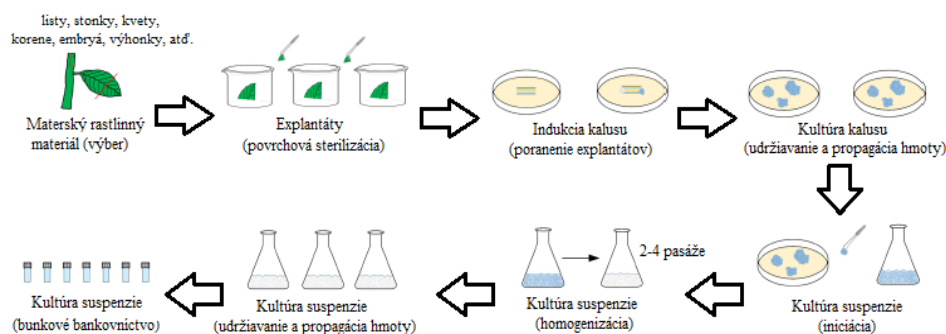 listy, stonky, kvety,
korene, embryá, výhonky, atď.
Materský rastlinný
materiál (výber)
Explantáty
(povrchová sterilizácia)
Indukcia kalusu
(poranenie explantátov)
Kultúra kalusu
(udržiavanie a propagácia hmoty)
Kultúra suspenzie
(iniciácia)
2-4 pasáže
Kultúra suspenzie
(homogenizácia)
Kultúra suspenzie
(udržiavanie a propagácia hmoty)
Kultúra suspenzie
(bunkové bankovníctvo)